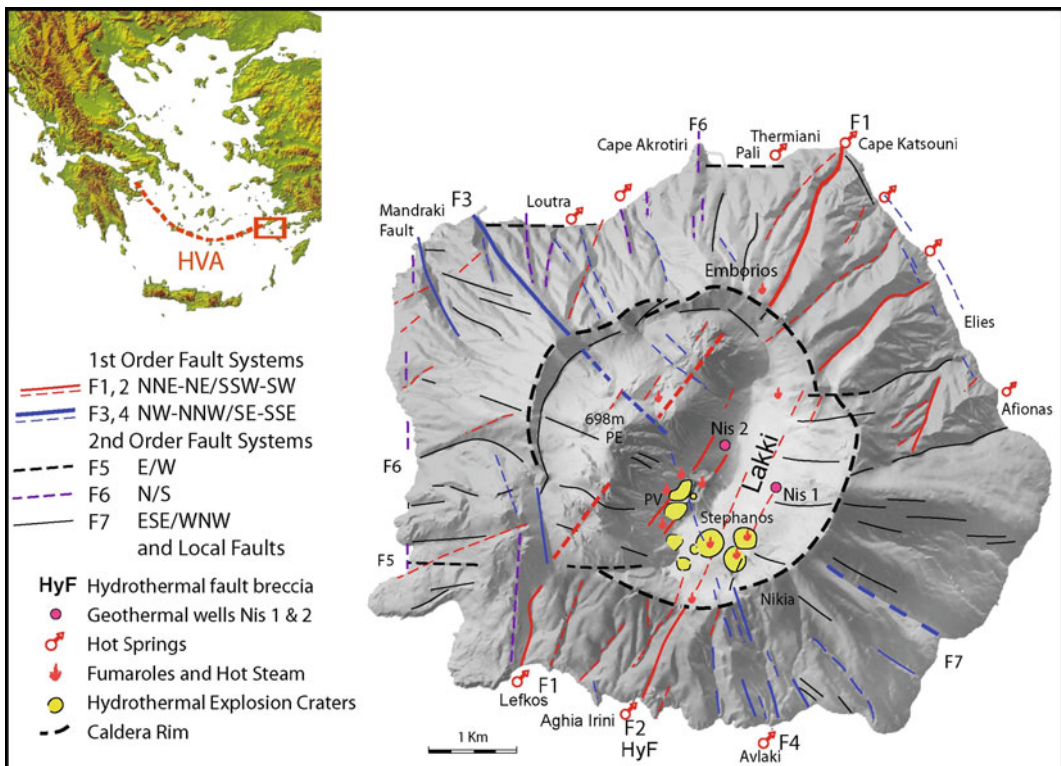 HVA
1st Order Fault Systems
F1, 2 NNE-NE/SSW-SW
F3, 4 NW-NNW/SE-SSE
2nd Order Fault Systems
F5 E/W
F6 N/S
F7 ESE/WNW
and Local Faults
HyF Hydrothermal fault breccia
Geothermal wells Nis 1 & 2
Hot Springs
Fumaroles and Hot Steam
Hydrothermal Explosion Craters
Caldera Rim
F6
Cape Akrotiri
Thermiani
Pali
F1
Cape Katsouni
F3
Mandraki
Fault
Loutra
Emborios
Elies
Afionas
698m
PE
Nis 2
Lakki
Nis 1
F6
PV
Stephanos
F5
Nikia
F7
Lefkos
F1
Aghia Irini
F2
HyF
Avlaki
F4
1 Km